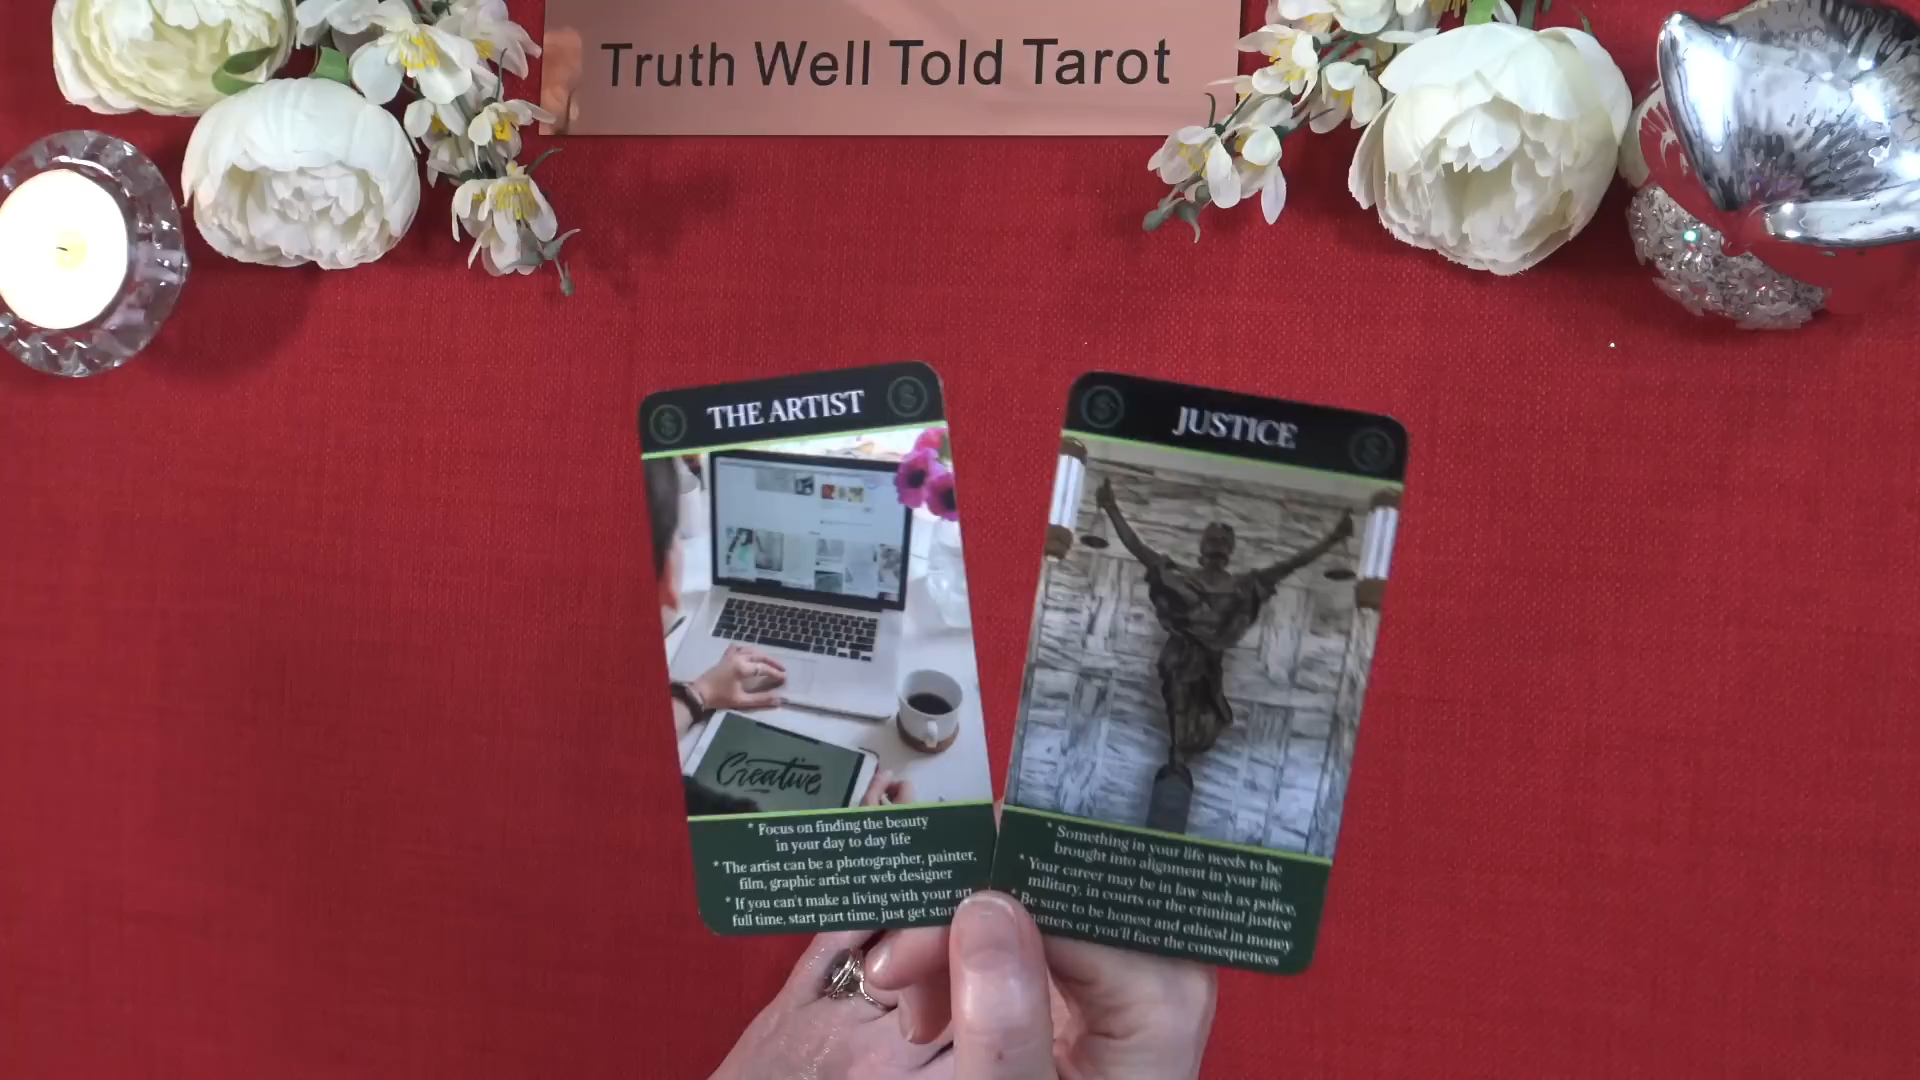 Truth Well Told Tarot
THE ARTIST
Creative
* Focus on finding the beauty
in your day to day life
* The artist can be a photographer, painter,
film, graphic artist or web designer
* If you can't make a living with your art
full time, start part time, just get
JUSTICE
* Something in your life needs to be
brought into alignment in your life
* Your career may be in law such as police,
military, in courts or the criminal justice
* Be sure to be honest and ethical in money
matters or you'll face the consequences